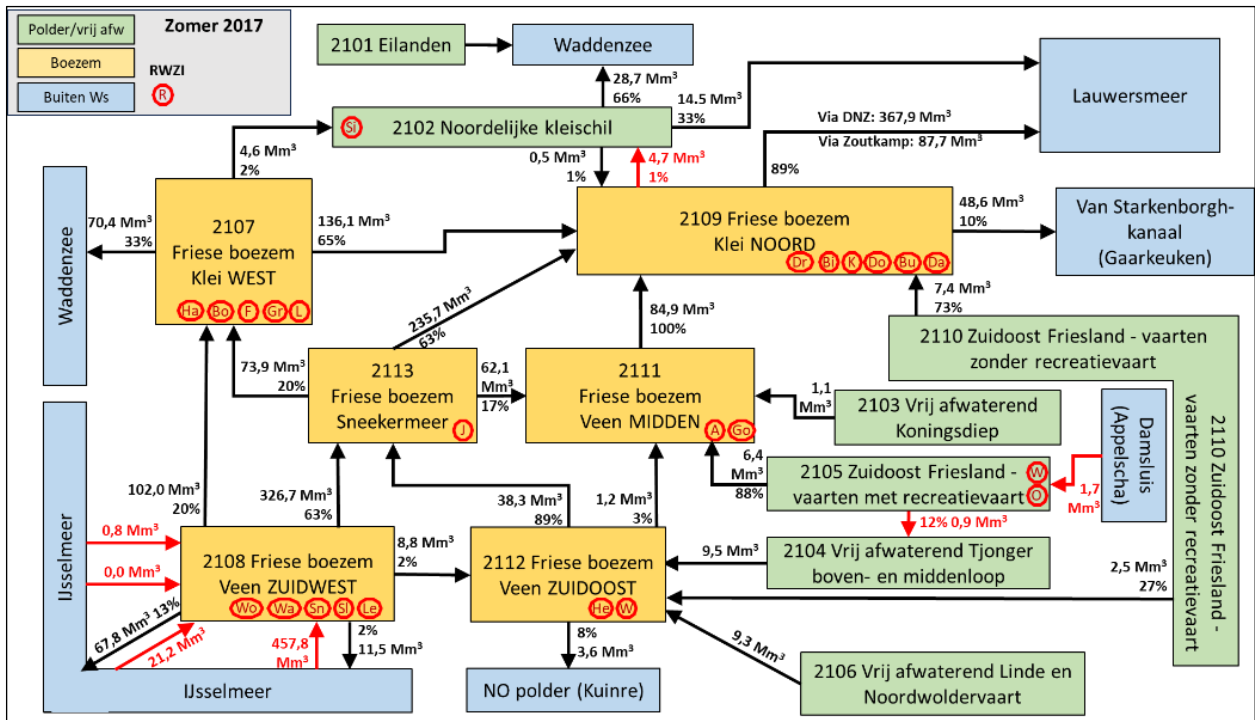 Polder/vrij afw
Zomer 2017
Boezem
RWZI
Buiten Ws
R
2101 Eilanden
Waddenzee
28,7 Mm³
66%
14.5 Mm³
33%
Lauwersmeer
Via DNZ: 367,9 Mm³
Via Zoutkamp: 87,7 Mm³
89%
Si
2102 Noordelijke kleischil
4,6 Mm³
2%
0,5 Mm³
1%
4,7 Mm³
1%
Waddenzee
70,4 Mm³
33%
2107
Friese boezem
Klei WEST
Ha Bo F Gr L
136,1 Mm³
65%
2109 Friese boezem
Klei NOORD
Dr Bi K Do Bu Da
48,6 Mm³
10%
Van Starkenborgh-
kanaal
(Gaarkeuken)
7,4 Mm³
73%
235,7 Mm³
63%
84,9 Mm³
100%
2110 Zuidoost Friesland - vaarten
zonder recreatievaart
73,9 Mm³
20%
2113
Friese boezem
Sneekermeer
J
62,1
Mm³
17%
2111
Friese boezem
Veen MIDDEN
A Go
1,1
Mm³
2103 Vrij afwaterend
Koningsdiep
Damsluis
(Appelscha)
2110 Zuidoost Friesland -
vaarten zonder recreatievaart
6,4
Mm³
88%
2105 Zuidoost Friesland -
vaarten met recreatievaart
W
O
1,7
Mm³
12% 0,9 Mm³
IJsselmeer
102,0 Mm³
20%
326,7 Mm³
63%
38,3 Mm³
89%
1,2 Mm³
3%
0,8 Mm³
0,0 Mm³
2108 Friese boezem
Veen ZUIDWEST
Wo Wa Sn Sl Le
8,8 Mm³
2%
2112 Friese boezem
Veen ZUIDOOST
He W
9,5 Mm³
2104 Vrij afwaterend Tjonger
boven- en middenloop
2,5 Mm³
27%
67,8 Mm³ 13%
21,2 Mm³
457,8
Mm³
2%
11,5 Mm³
8%
3,6 Mm³
9,3 Mm³
IJsselmeer
NO polder (Kuinre)
2106 Vrij afwaterend Linde en
Noordwoldervaart